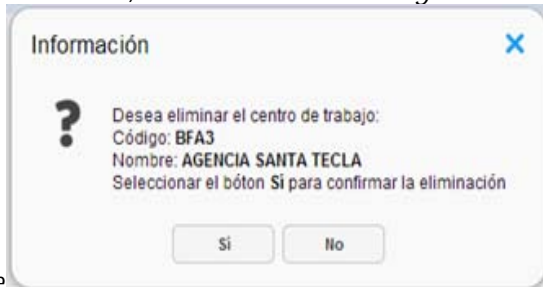 Información
Desea eliminar el centro de trabajo:
Código: BFA3
Nombre: AGENCIA SANTA TECLA
Seleccionar el bóton Si para confirmar la eliminación
Si
No